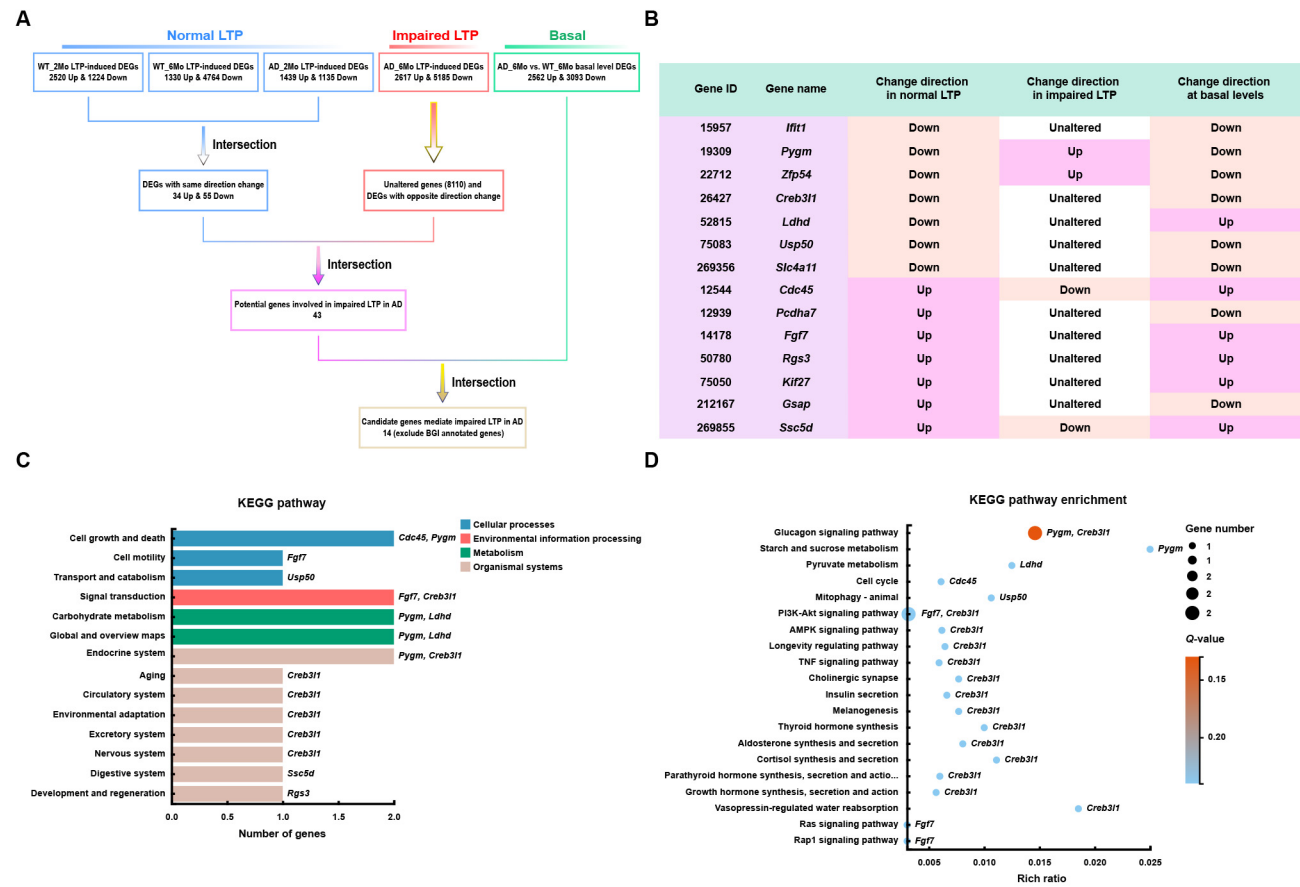 A
Normal LTP
Impaired LTP
Basal
WT_2Mo LTP-induced DEGs
2520 Up & 1224 Down
WT_6Mo LTP-induced DEGs
1330 Up & 4764 Down
AD_2Mo LTP-induced DEGs
1439 Up & 1135 Down
AD_6Mo LTP-induced DEGs
2617 Up & 5185 Down
AD_6Mo vs. WT_6Mo basal level DEGs
2562 Up & 3093 Down
Intersection
DEGs with same direction change
34 Up & 55 Down
Unaltered genes (8110) and
DEGs with opposite direction change
Intersection
Potential genes involved in impaired LTP in AD
43
Intersection
Candidate genes mediate impaired LTP in AD
14 (exclude BGI annotated genes)
B
Gene ID Gene name Change direction in normal LTP Change direction in impaired LTP Change direction at basal levels
15957 Ifit1 Down Unaltered Down
19309 Pygm Down Up Down
22712 Zfp54 Down Up Down
26427 Creb3l1 Down Unaltered Down
52815 Ldhd Down Unaltered Up
75083 Usp50 Down Unaltered Down
269356 Slc4a11 Down Unaltered Down
12544 Cdc45 Up Down Up
12939 Pcdha7 Up Unaltered Down
14178 Fgf7 Up Unaltered Up
50780 Rgs3 Up Unaltered Up
75050 Kif27 Up Unaltered Up
212167 Gsap Up Unaltered Down
269855 Ssc5d Up Down Up
C
KEGG pathway
Cellular processes
Environmental information processing
Metabolism
Organismal systems
Cell growth and death Cdc45, Pygm
Cell motility Fgf7
Transport and catabolism Usp50
Signal transduction Fgf7, Creb3l1
Carbohydrate metabolism Pygm, Ldhd
Global and overview maps Pygm, Ldhd
Endocrine system Pygm, Creb3l1
Aging Creb3l1
Circulatory system Creb3l1
Environmental adaptation Creb3l1
Excretory system Creb3l1
Nervous system Creb3l1
Digestive system Ssc5d
Development and regeneration Rgs3
0.0 0.5 1.0 1.5 2.0
Number of genes
D
KEGG pathway enrichment
Glucagon signaling pathway Pygm, Creb3l1
Starch and sucrose metabolism Pygm
Pyruvate metabolism Ldhd
Cell cycle Cdc45
Mitophagy - animal Usp50
PI3K-Akt signaling pathway Fgf7, Creb3l1
AMPK signaling pathway Creb3l1
Longevity regulating pathway Creb3l1
TNF signaling pathway Creb3l1
Cholinergic synapse Creb3l1
Insulin secretion Creb3l1
Melanogenesis Creb3l1
Thyroid hormone synthesis Creb3l1
Aldosterone synthesis and secretion Creb3l1
Cortisol synthesis and secretion Creb3l1
Parathyroid hormone synthesis, secretion and actio... Creb3l1
Growth hormone synthesis, secretion and action Creb3l1
Vasopressin-regulated water reabsorption Creb3l1
Ras signaling pathway Fgf7
Rap1 signaling pathway Fgf7
0.005 0.010 0.015 0.020 0.025
Rich ratio
Gene number
1
1
2
2
2
Q-value
0.15
0.20